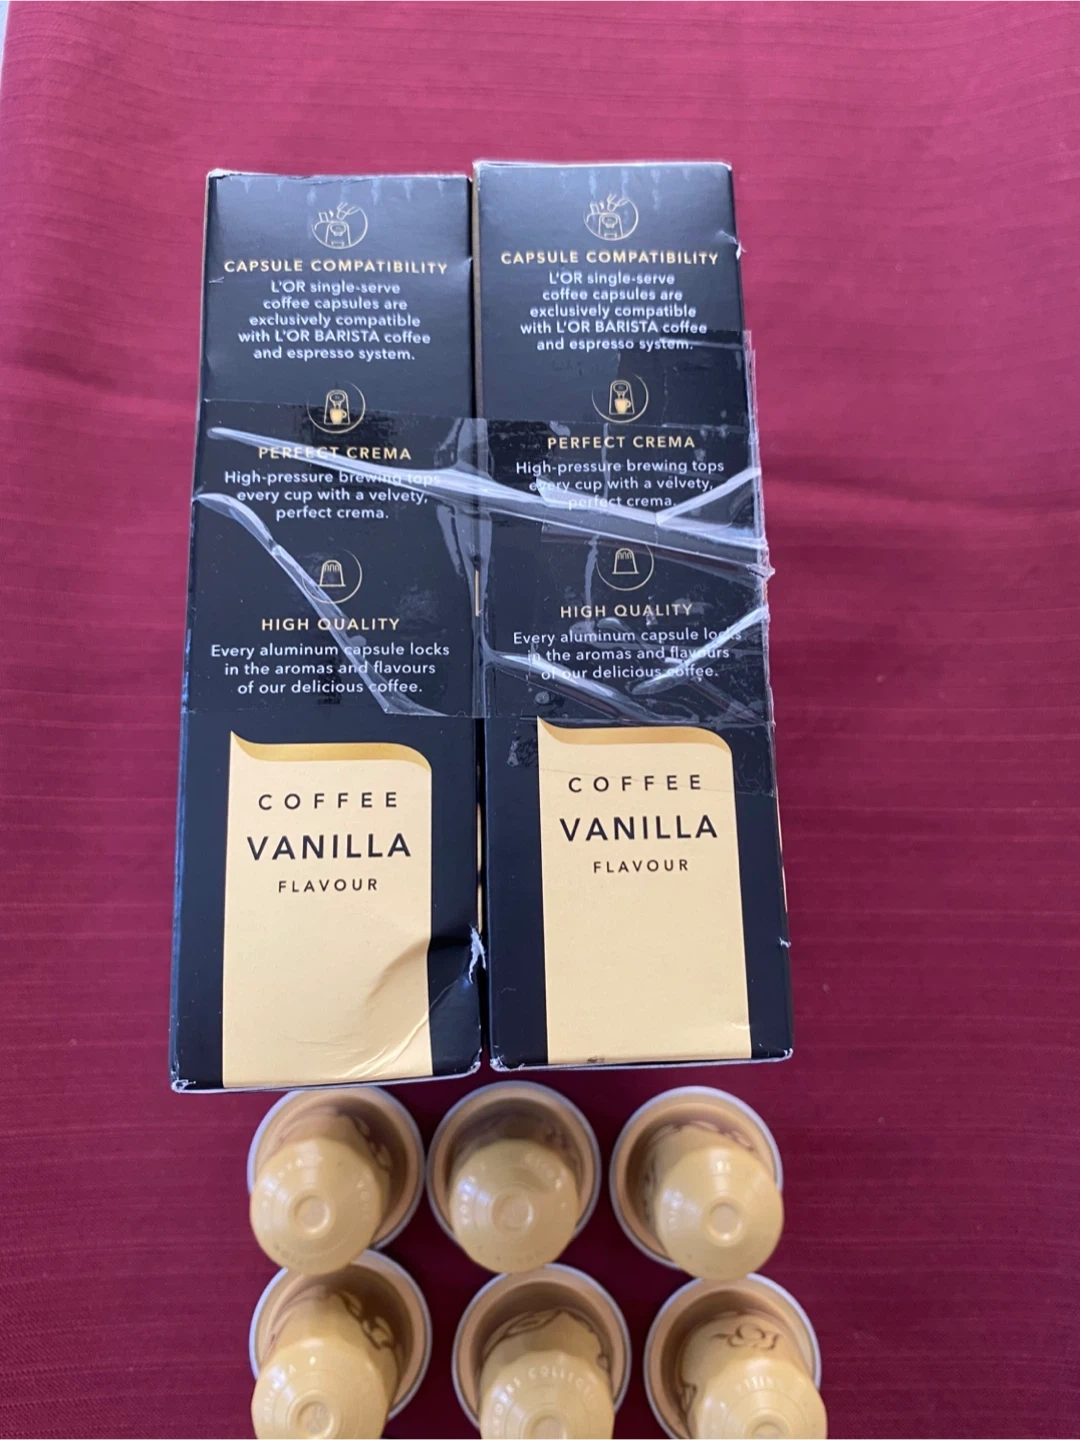 CAPSULE COMPATIBILITY
L'OR single-serve
coffee capsules are
exclusively compatible
with L'OR BARISTA coffee
and espresso system.
PERFECT CREMA
High-pressure brewing tops
every cup with a velvety,
perfect crema.
HIGH QUALITY
Every aluminum capsule locks
in the aromas and flavours
of our delicious coffee.
COFFEE
VANILLA
FLAVOUR
CAPSULE COMPATIBILITY
L'OR single-serve
coffee capsules are
exclusively compatible
with L'OR BARISTA coffee
and espresso system.
PERFECT CREMA
High-pressure brewing tops
every cup with a velvety,
perfect crema.
HIGH QUALITY
Every aluminum capsule locks
in the aromas and flavours
of our delicious coffee.
COFFEE
VANILLA
FLAVOUR